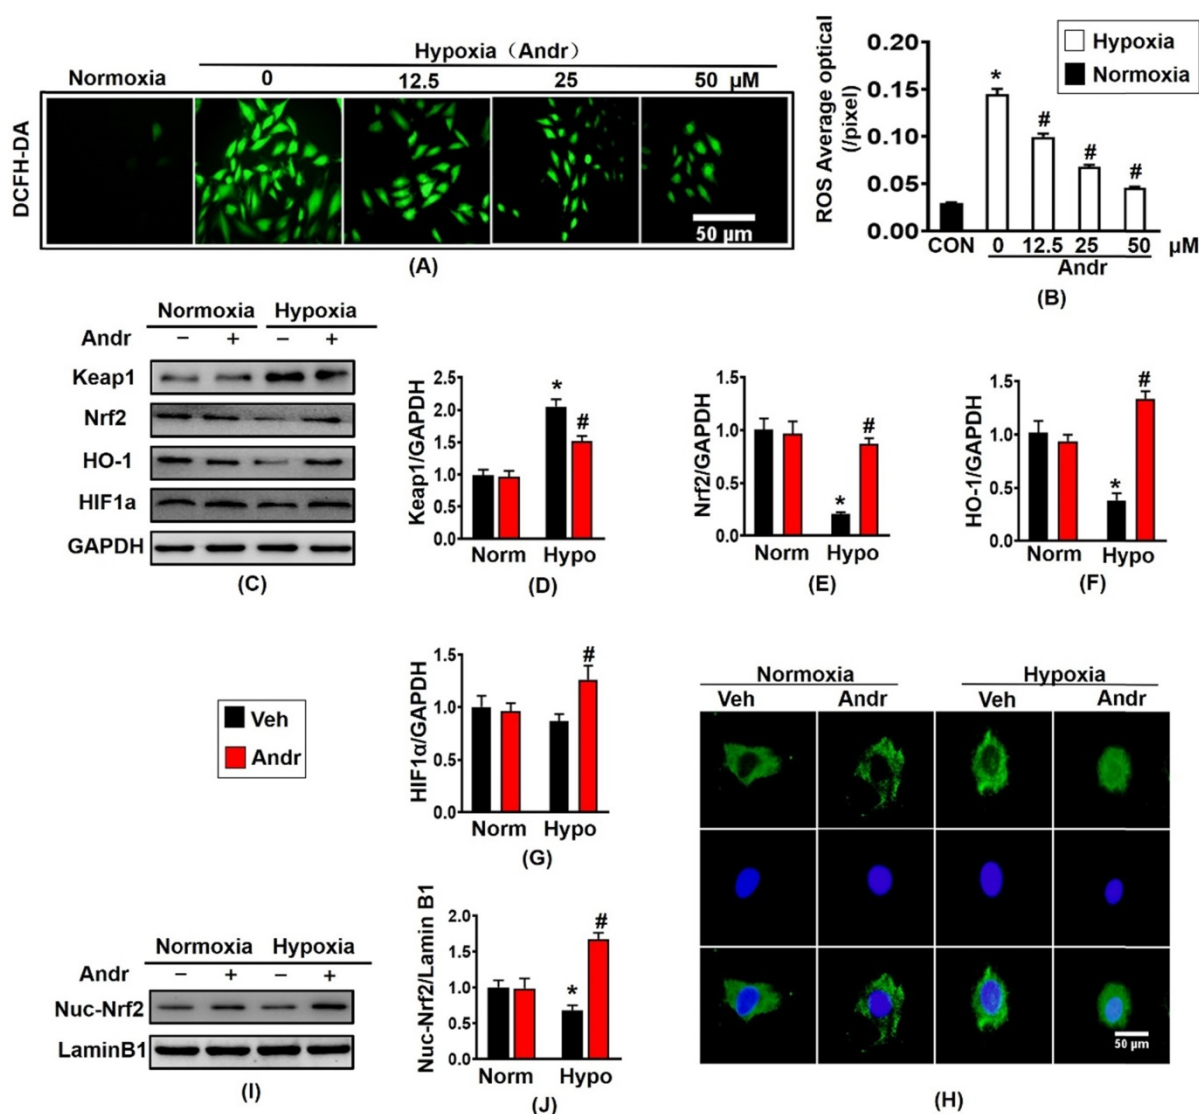 Hypoxia（Andr）
Normoxia 0 12.5 25 50 μM
DCFH-DA
50 μm
(A)
ROS Average optical
(/pixel)
0.20
0.15
0.10
0.05
0.00
* # # #
Hypoxia
Normoxia
CON 0 12.5 25 50 μM
Andr
(B)
Normoxia Hypoxia
Andr − + − +
Keap1
Nrf2
HO-1
HIF1a
GAPDH
(C)
Keap1/GAPDH
2.5
2.0
1.5
1.0
0.5
0.0
* #
Norm Hypo
(D)
Nrf2/GAPDH
1.5
1.0
0.5
0.0
* #
Norm Hypo
(E)
HO-1/GAPDH
1.5
1.0
0.5
0.0
* #
Norm Hypo
(F)
Veh
Andr
HIF1α/GAPDH
1.5
1.0
0.5
0.0
#
Norm Hypo
(G)
Normoxia Hypoxia
Veh Andr Veh Andr
50 μm
(H)
Normoxia Hypoxia
Andr − + − +
Nuc-Nrf2
LaminB1
(I)
Nuc-Nrf2/Lamin B1
2.0
1.5
1.0
0.5
0.0
* #
Norm Hypo
(J)